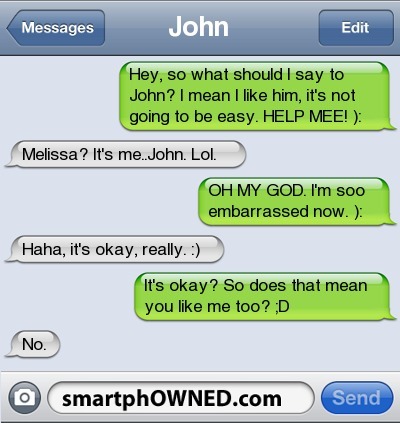 Messages
John
Edit
Hey, so what should I say to
John? I mean I like him, it's not
going to be easy. HELP MEE! ):
Melissa? It's me..John. Lol.
OH MY GOD. I'm soo
embarrassed now. ):
Haha, it's okay, really. :)
It's okay? So does that mean
you like me too? ;D
No.
smartphOWNED.com
Send